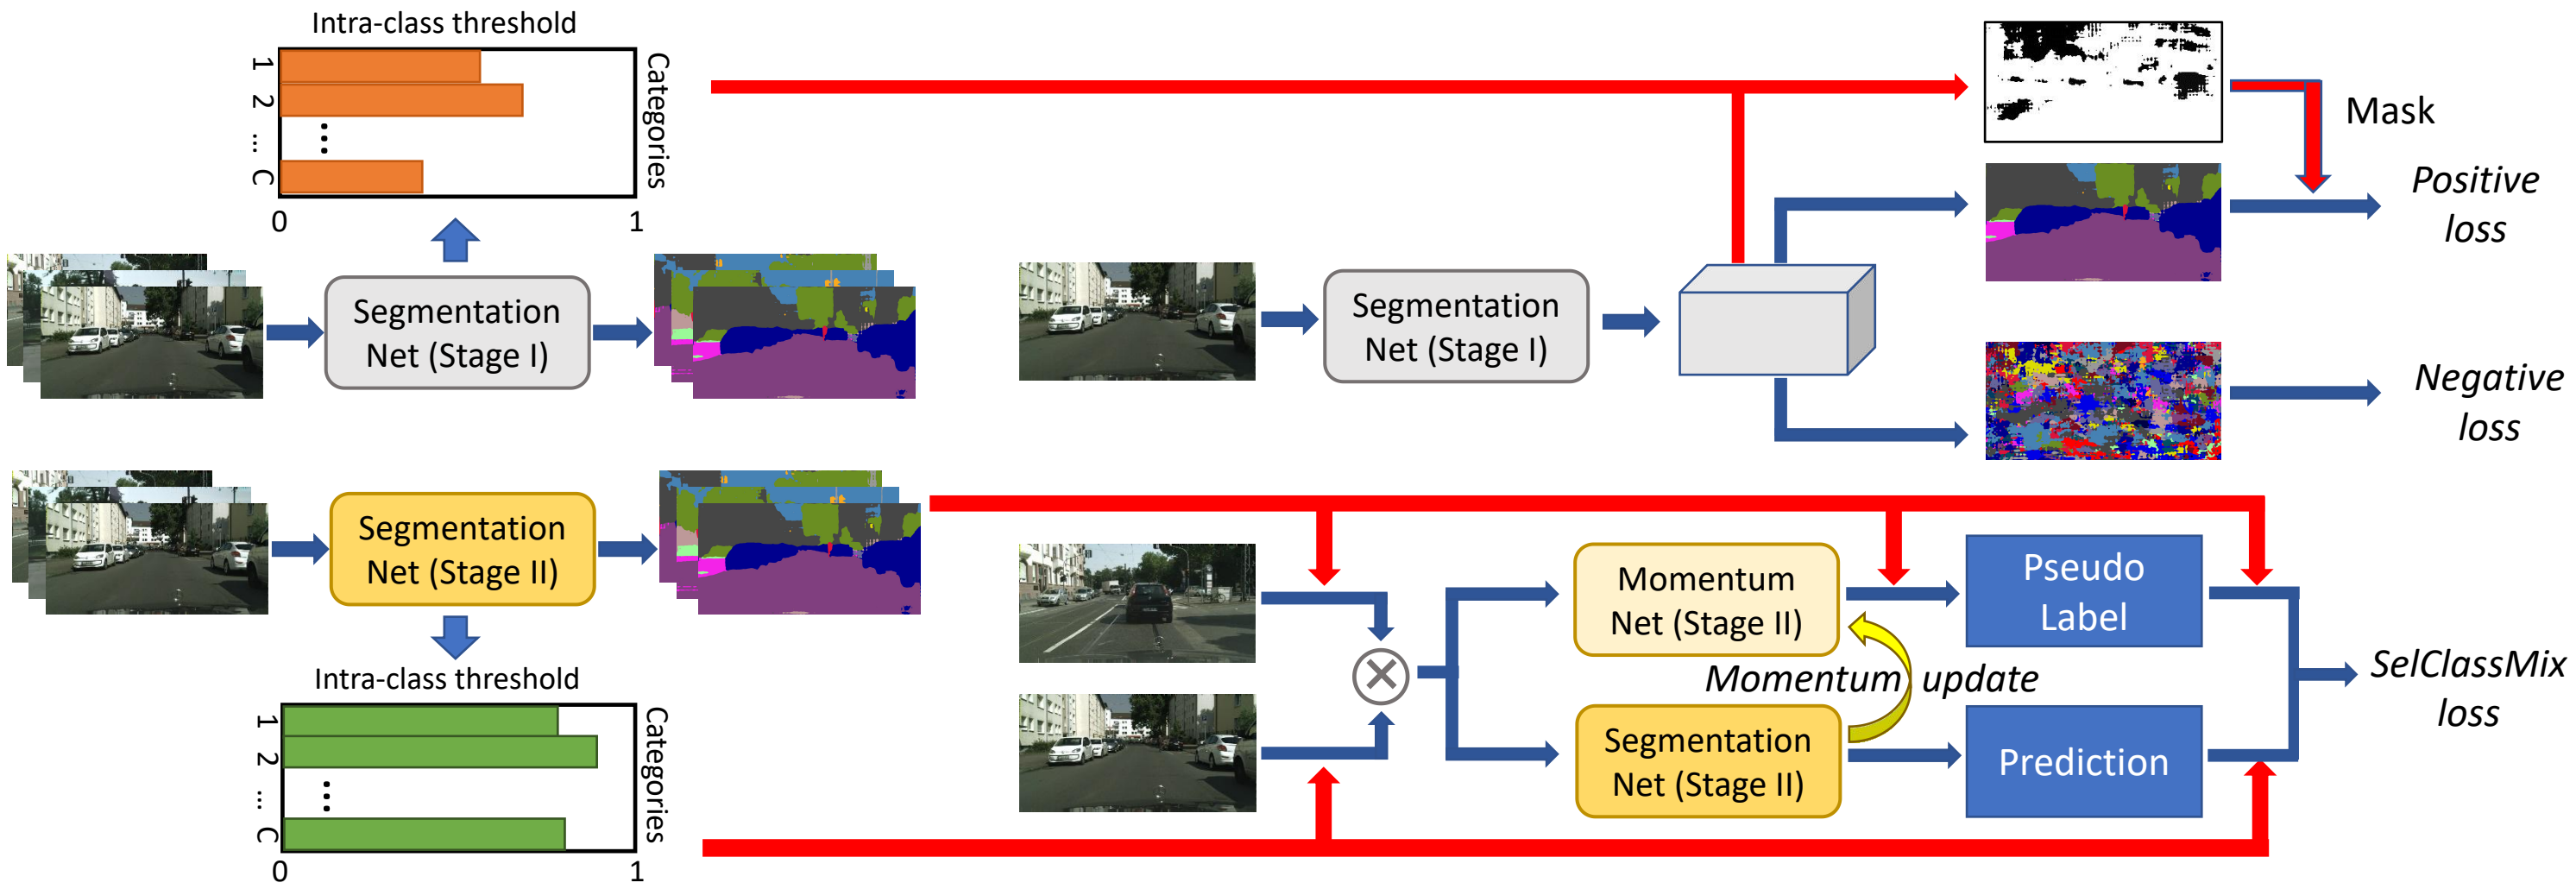 Intra-class threshold
1
2
...
C
Categories
0
1
Segmentation
Net (Stage I)
Segmentation
Net (Stage I)
Mask
Positive
loss
Negative
loss
Segmentation
Net (Stage II)
Intra-class threshold
1
2
...
C
Categories
0
1
Momentum
Net (Stage II)
Momentum update
Segmentation
Net (Stage II)
Pseudo
Label
Prediction
SelClassMix
loss